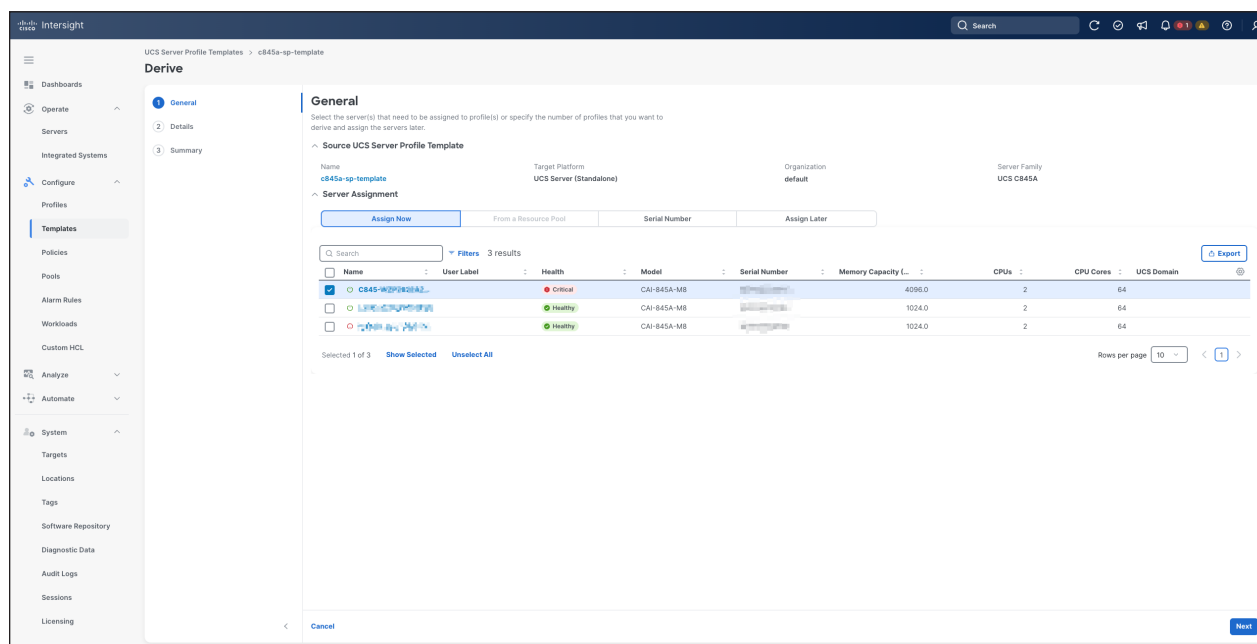 CISCO Intersight
Search
1
UCS Server Profile Templates > c845a-sp-template
Derive
Dashboards
Operate
Servers
Integrated Systems
Configure
Profiles
Templates
Policies
Pools
Alarm Rules
Workloads
Custom HCL
Analyze
Automate
System
Targets
Locations
Tags
Software Repository
Diagnostic Data
Audit Logs
Sessions
Licensing
1 General
2 Details
3 Summary
General
Select the server(s) that need to be assigned to profile(s) or specify the number of profiles that you want to
derive and assign the servers later.
Source UCS Server Profile Template
Name Target Platform Organization Server Family
c845a-sp-template UCS Server (Standalone) default UCS C845A
Server Assignment
Assign Now From a Resource Pool Serial Number Assign Later
Search Filters 3 results Export
Name User Label Health Model Serial Number Memory Capacity (... CPUs CPU Cores UCS Domain
C845- Critical CAI-845A-M8 4096.0 2 64
Healthy CAI-845A-M8 1024.0 2 64
Healthy CAI-845A-M8 1024.0 2 64
Selected 1 of 3 Show Selected Unselect All Rows per page 10 1
Cancel Next